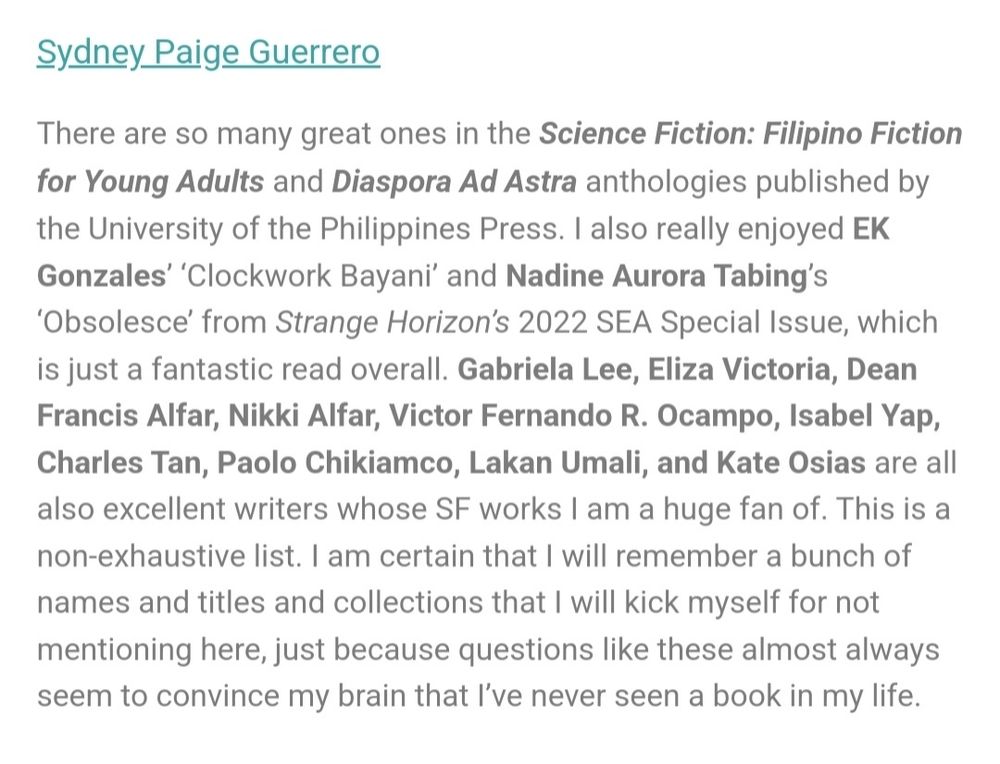 Sydney Paige Guerrero
There are so many great ones in the Science Fiction: Filipino Fiction
for Young Adults and Diaspora Ad Astra anthologies published by
the University of the Philippines Press. I also really enjoyed EK
Gonzales’ ‘Clockwork Bayani’ and Nadine Aurora Tabing’s
‘Obsolesce’ from Strange Horizon’s 2022 SEA Special Issue, which
is just a fantastic read overall. Gabriela Lee, Eliza Victoria, Dean
Francis Alfar, Nikki Alfar, Victor Fernando R. Ocampo, Isabel Yap,
Charles Tan, Paolo Chikiamco, Lakan Umali, and Kate Osias are all
also excellent writers whose SF works I am a huge fan of. This is a
non-exhaustive list. I am certain that I will remember a bunch of
names and titles and collections that I will kick myself for not
mentioning here, just because questions like these almost always
seem to convince my brain that I’ve never seen a book in my life.